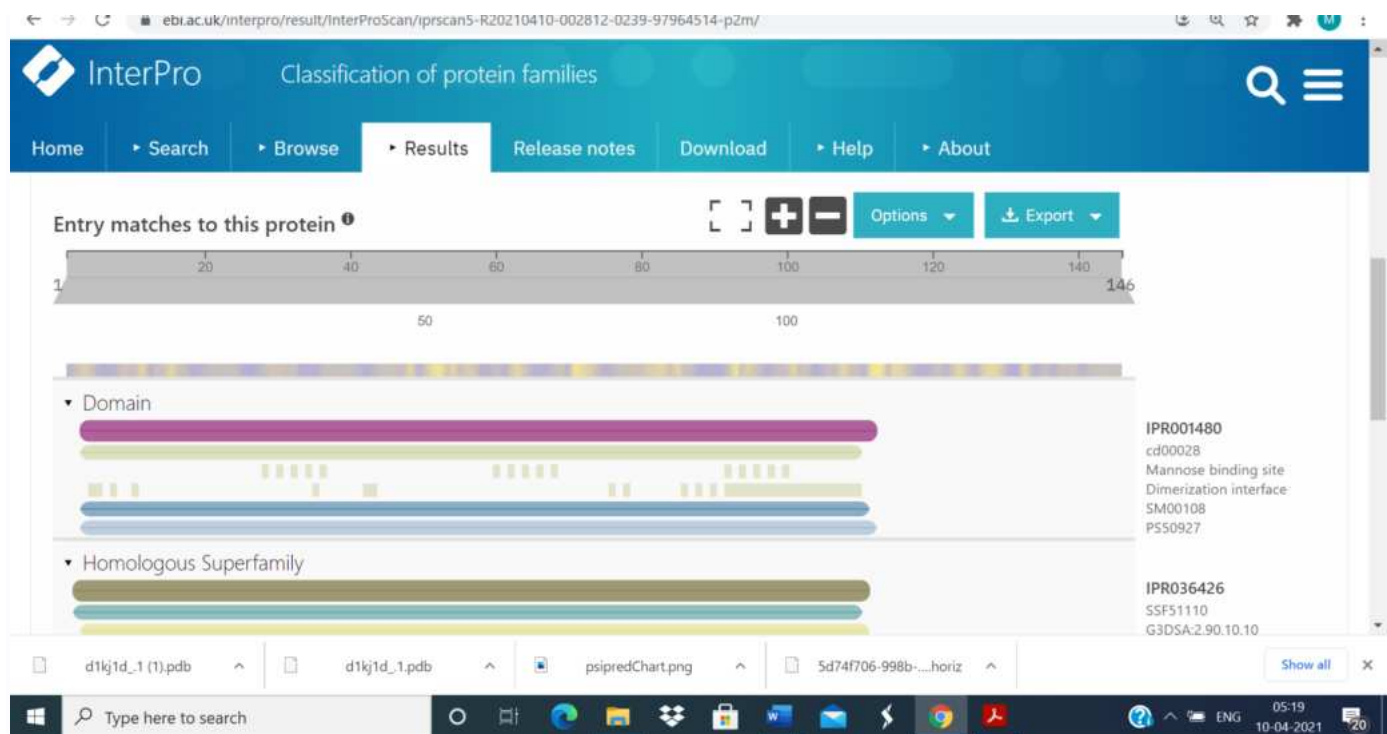 ebi.ac.uk/interpro/result/InterProScan/iprscan5-R20210410-002812-0239-97964514-p2m/
M
InterPro
Classification of protein families
Home
‣ Search
‣ Browse
‣ Results
Release notes
Download
‣ Help
‣ About
Entry matches to this protein
Options
Export
20 40 60 80 100 120 140
1 146
50 100
Domain
IPR001480
cd00028
Mannose binding site
Dimerization interface
SM00108
PS50927
Homologous Superfamily
IPR036426
SSF51110
G3DSA:2.90.10.10
d1kj1d_.1 (1).pdb
d1kj1d_.1.pdb
psipredChart.png
5d74f706-998b-....horiz
Show all
Type here to search
ENG
05:19
10-04-2021
20